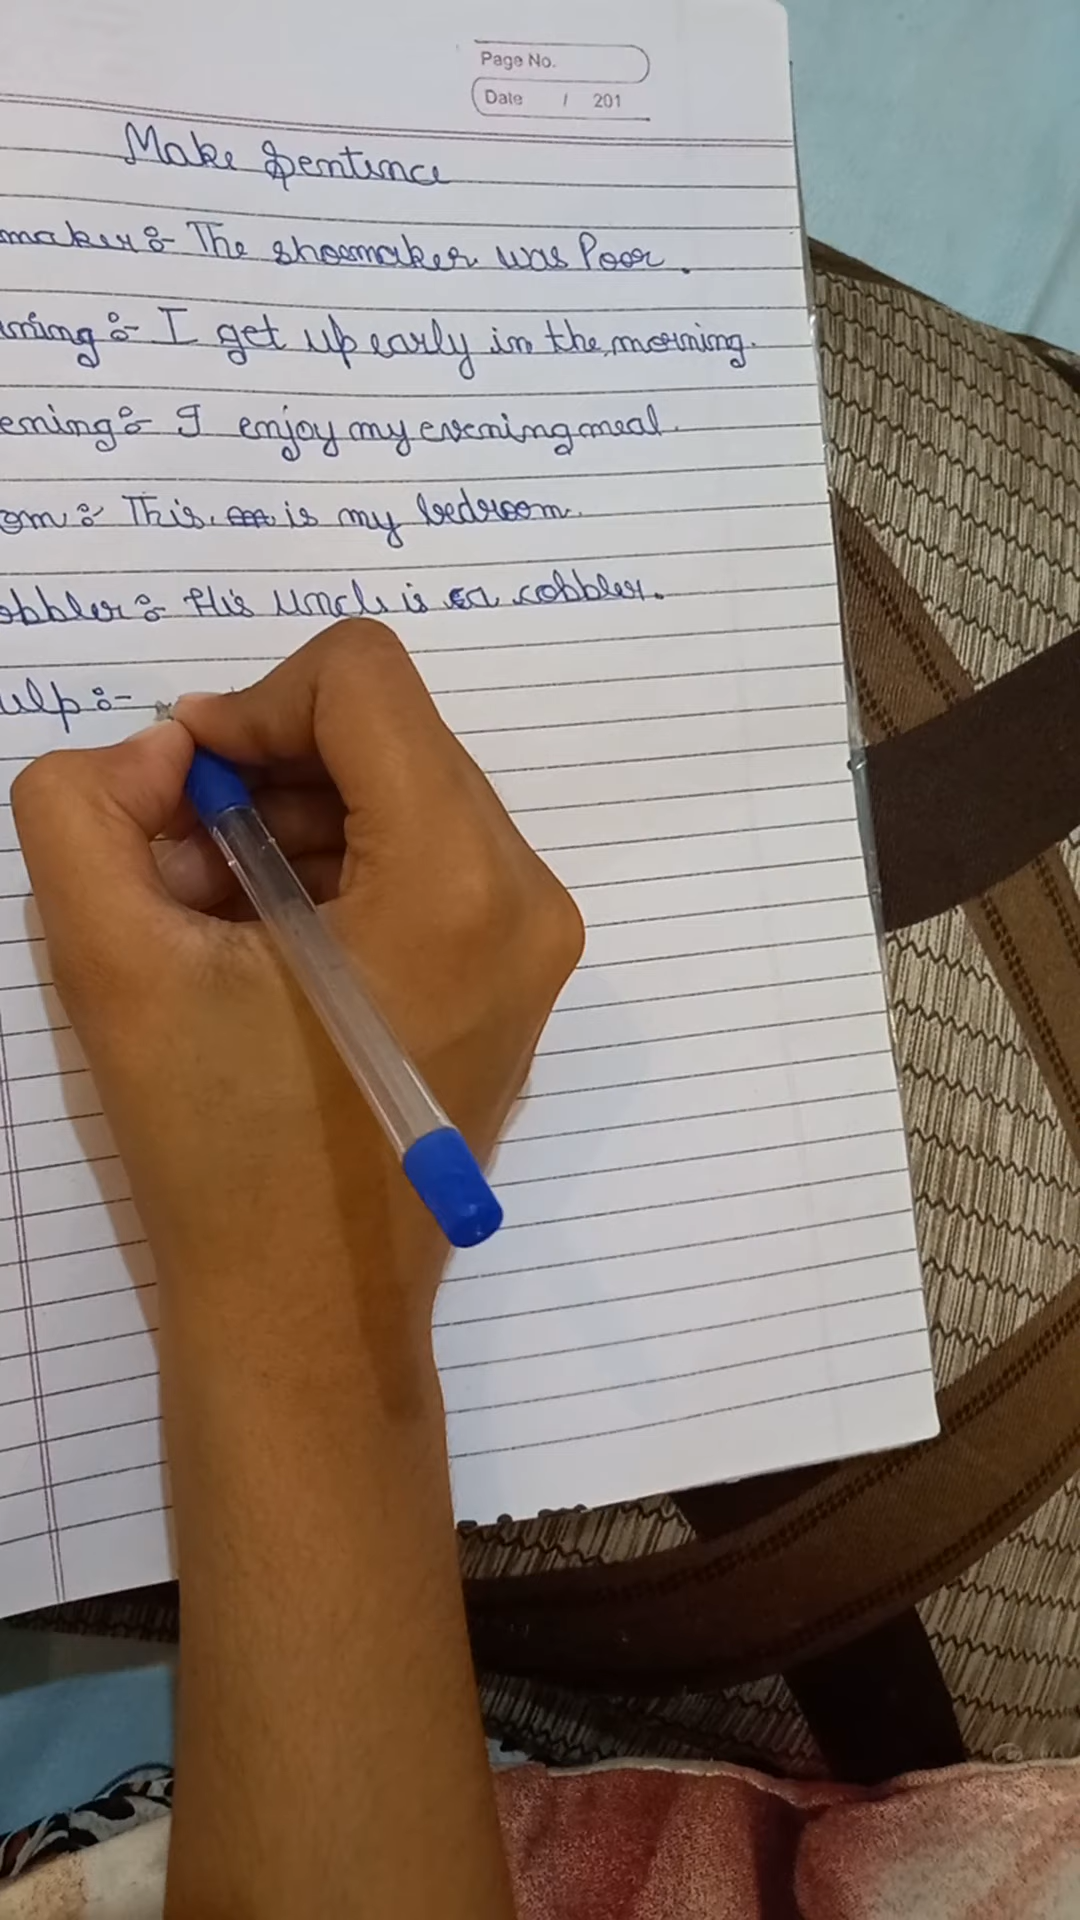 Page No.
Date / 201
Make Sentence
maker :- The shoemaker was Poor.
rning :- I get up early in the morning.
ening :- I enjoy my evening meal.
om :- This is my bedroom.
obbler :- His Uncle is a cobbler.
ulp :-